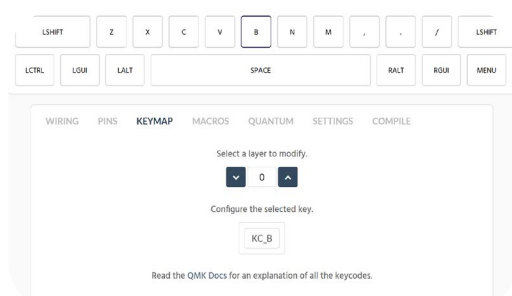 LSHIFT Z X C V B N M , . / LSHIFT
LCTRL LGUI LALT SPACE RALT RGUI MENU
WIRING PINS KEYMAP MACROS QUANTUM SETTINGS COMPILE
Select a layer to modify.
0
Configure the selected key.
KC_B
Read the QMK Docs for an explanation of all the keycodes.